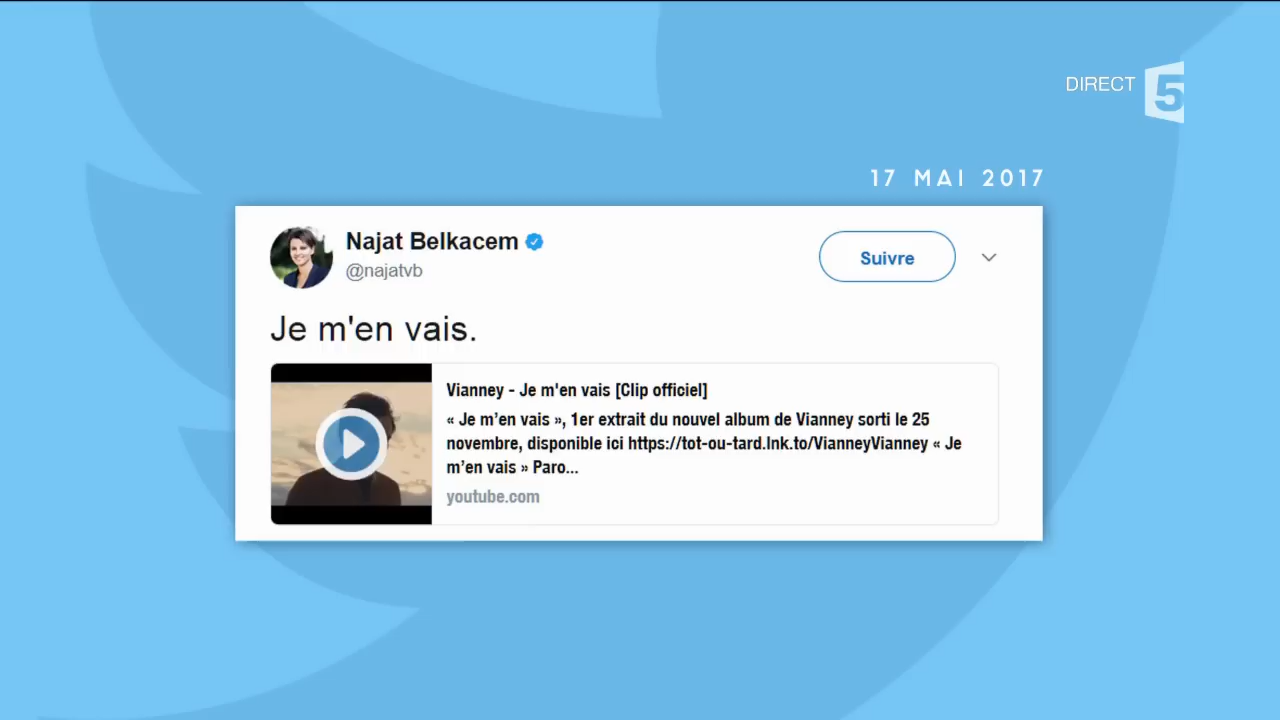 DIRECT 5
17 MAI 2017
Najat Belkacem
@najatvb
Suivre
Je m'en vais.
Vianney - Je m'en vais [Clip officiel]
« Je m’en vais », 1er extrait du nouvel album de Vianney sorti le 25
novembre, disponible ici https://tot-ou-tard.lnk.to/VianneyVianney « Je
m’en vais » Paro...
youtube.com